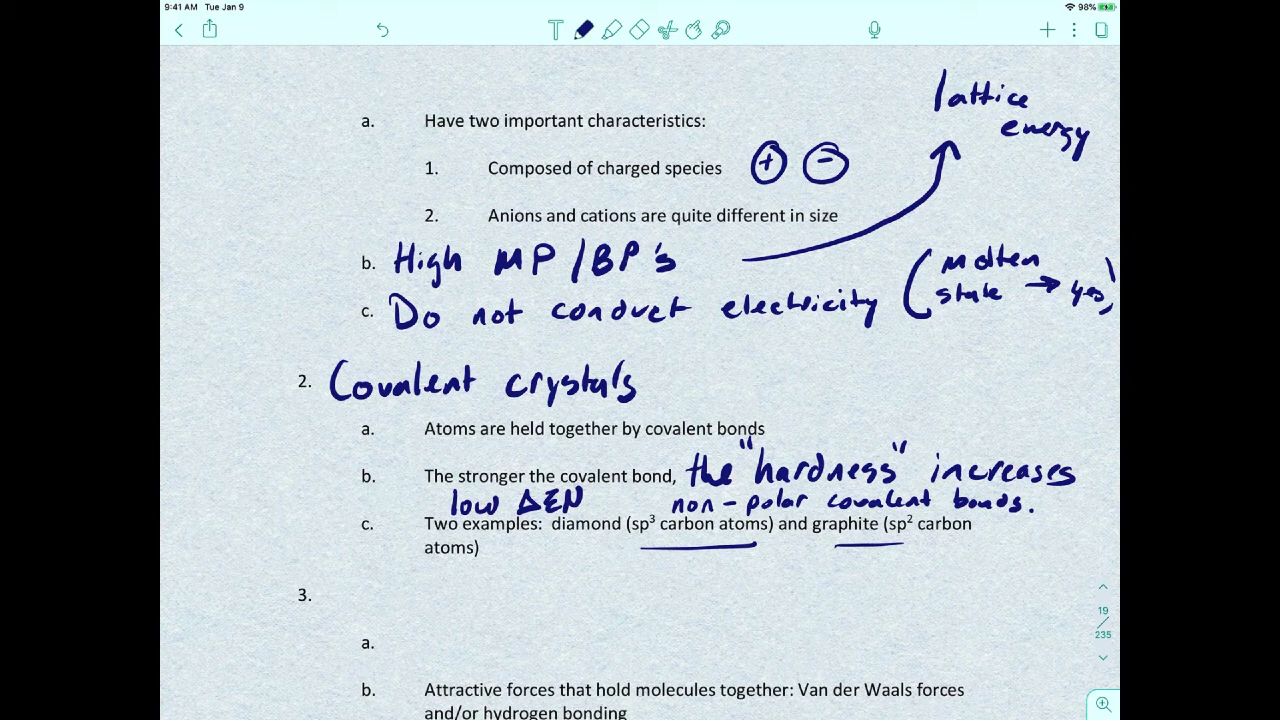 9:41 AM Tue Jan 9
98%
lattice
energy
a. Have two important characteristics:
1. Composed of charged species + -
2. Anions and cations are quite different in size
b. High MP/BP's
c. Do not conduct electricity (molten
state → yes)
2. Covalent crystals
a. Atoms are held together by covalent bonds
b. The stronger the covalent bond, the "hardness" increases
low ΔEN non-polar covalent bonds.
c. Two examples: diamond (sp³ carbon atoms) and graphite (sp² carbon
atoms)
3.
a.
b. Attractive forces that hold molecules together: Van der Waals forces
and/or hydrogen bonding
19
/
235